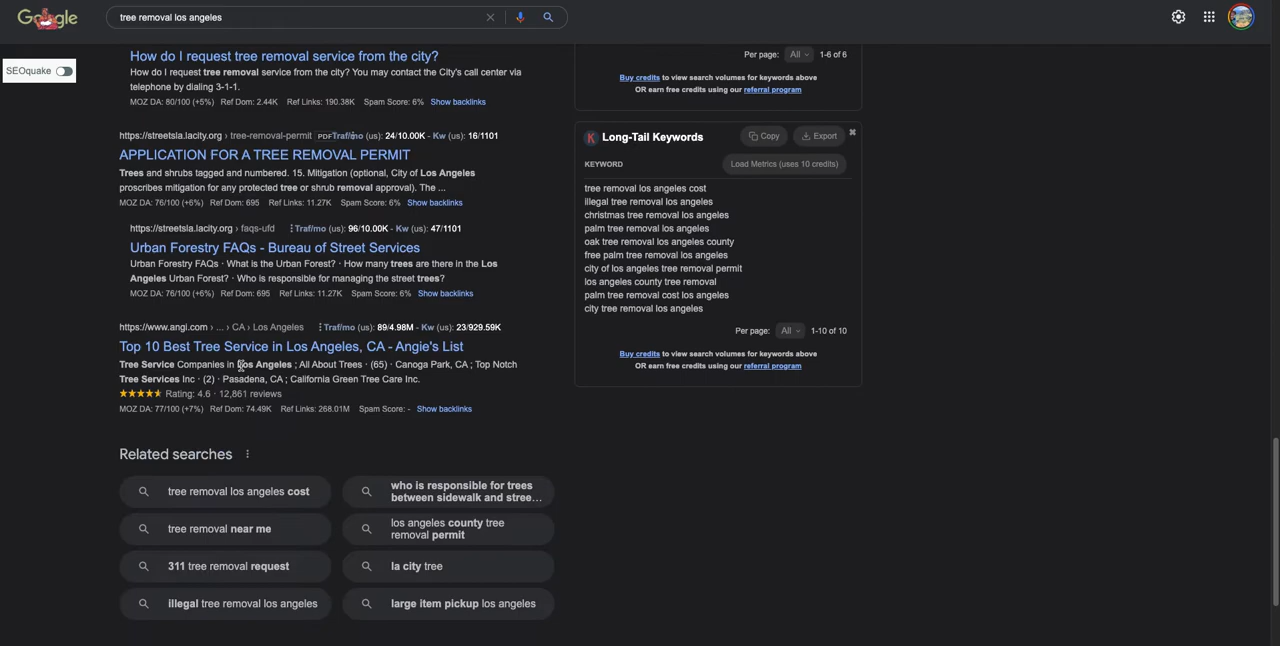 Google
tree removal los angeles
SEOquake
How do I request tree removal service from the city?
How do I request tree removal service from the city? You may contact the City's call center via
telephone by dialing 3-1-1.
MOZ DA: 80/100 (+5%) Ref Dom: 2.44K Ref Links: 190.38K Spam Score: 6% Show backlinks
https://streetsla.lacity.org › tree-removal-permit PDF Traf/mo (us): 24/10.00K - Kw (us): 16/1101
APPLICATION FOR A TREE REMOVAL PERMIT
Trees and shrubs tagged and numbered. 15. Mitigation (optional, City of Los Angeles
proscribes mitigation for any protected tree or shrub removal approval). The ...
MOZ DA: 76/100 (+6%) Ref Dom: 695 Ref Links: 11.27K Spam Score: 6% Show backlinks
https://streetsla.lacity.org › faqs-ufd Traf/mo (us): 96/10.00K - Kw (us): 47/1101
Urban Forestry FAQs - Bureau of Street Services
Urban Forestry FAQs · What is the Urban Forest? · How many trees are there in the Los
Angeles Urban Forest? · Who is responsible for managing the street trees?
MOZ DA: 76/100 (+6%) Ref Dom: 695 Ref Links: 11.27K Spam Score: 6% Show backlinks
https://www.angi.com › ... › CA › Los Angeles Traf/mo (us): 89/4.98M - Kw (us): 23/929.59K
Top 10 Best Tree Service in Los Angeles, CA - Angie's List
Tree Service Companies in Los Angeles ; All About Trees · (65) · Canoga Park, CA ; Top Notch
Tree Services Inc · (2) · Pasadena, CA ; California Green Tree Care Inc.
Rating: 4.6 · 12,861 reviews
MOZ DA: 77/100 (+7%) Ref Dom: 74.49K Ref Links: 268.01M Spam Score: - Show backlinks
Related searches
tree removal los angeles cost
who is responsible for trees
between sidewalk and stree...
tree removal near me
los angeles county tree
removal permit
311 tree removal request
la city tree
illegal tree removal los angeles
large item pickup los angeles
Per page: All 1-6 of 6
Buy credits to view search volumes for keywords above
OR earn free credits using our referral program
K Long-Tail Keywords Copy Export
KEYWORD Load Metrics (uses 10 credits)
tree removal los angeles cost
illegal tree removal los angeles
christmas tree removal los angeles
palm tree removal los angeles
oak tree removal los angeles county
free palm tree removal los angeles
city of los angeles tree removal permit
los angeles county tree removal
palm tree removal cost los angeles
city tree removal los angeles
Per page: All 1-10 of 10
Buy credits to view search volumes for keywords above
OR earn free credits using our referral program